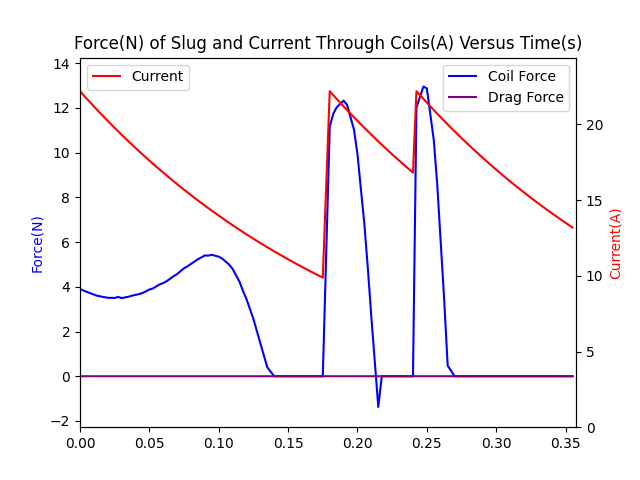 Force(N) of Slug and Current Through Coils(A) Versus Time(s)
Current
Coil Force
Drag Force
Force(N)
14
12
10
8
6
4
2
0
−2
Current(A)
20
15
10
5
0
0.00 0.05 0.10 0.15 0.20 0.25 0.30 0.35